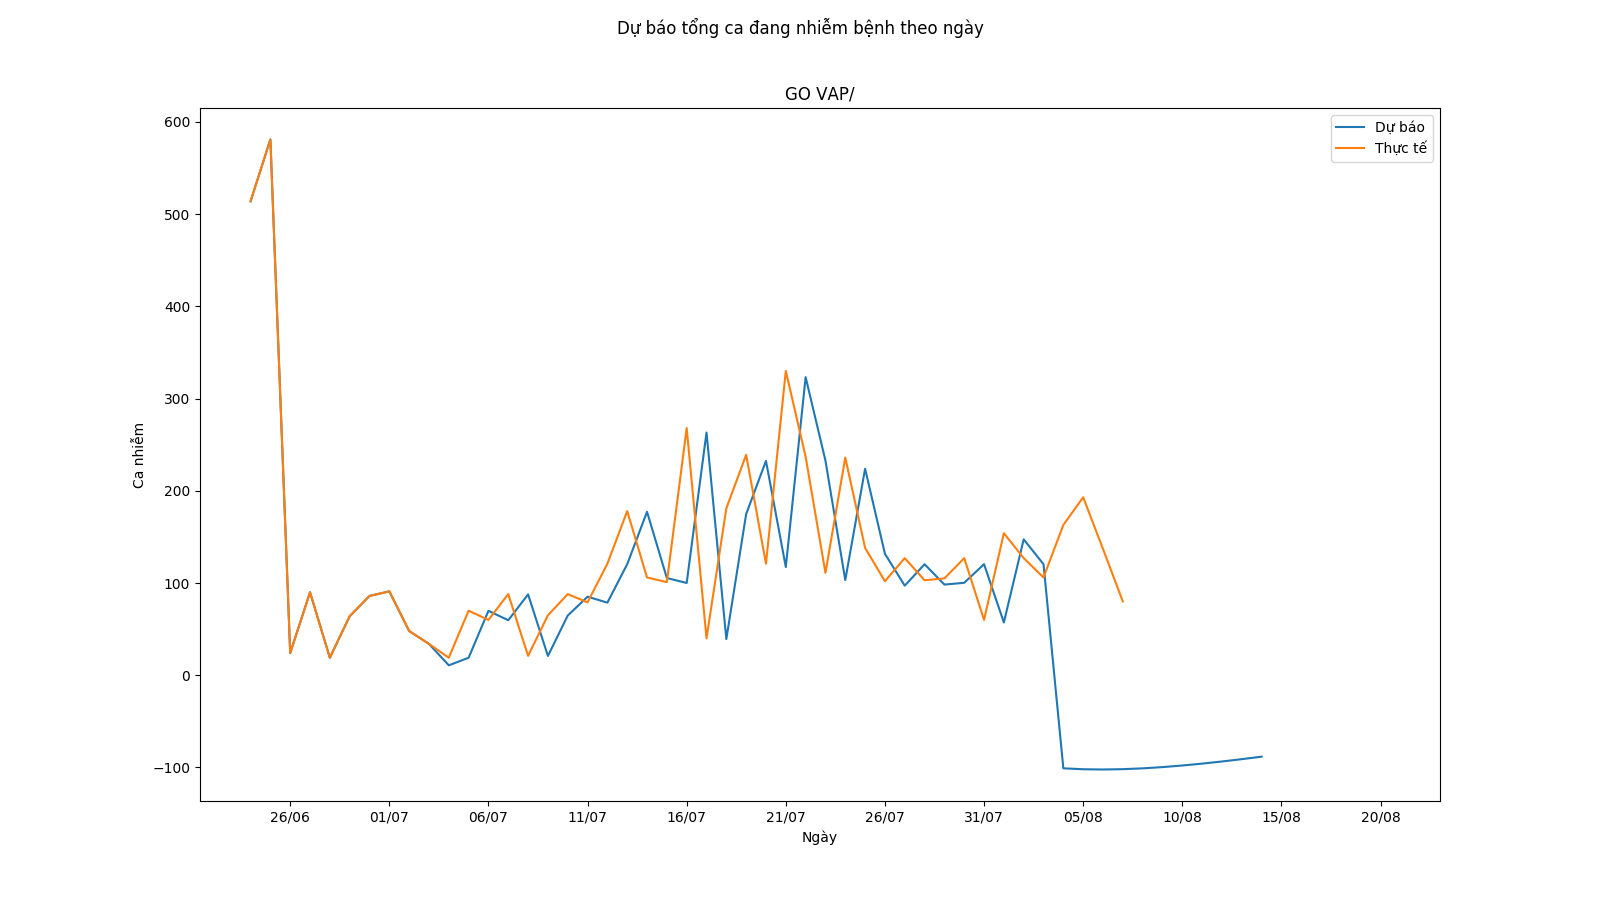 Dự báo tổng ca đang nhiễm bệnh theo ngày
GO VAP/
Dự báo
Thực tế
600
500
400
300
200
100
0
−100
Ca nhiễm
26/06 01/07 06/07 11/07 16/07 21/07 26/07 31/07 05/08 10/08 15/08 20/08
Ngày